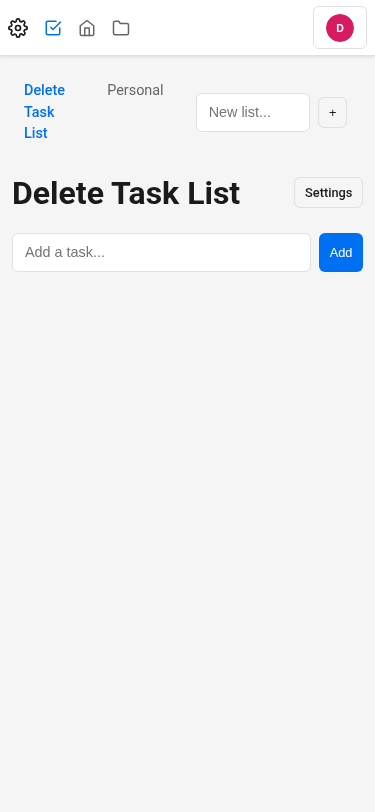 D
Delete
Task
List
Personal
New list...
+
Delete Task List
Settings
Add a task...
Add